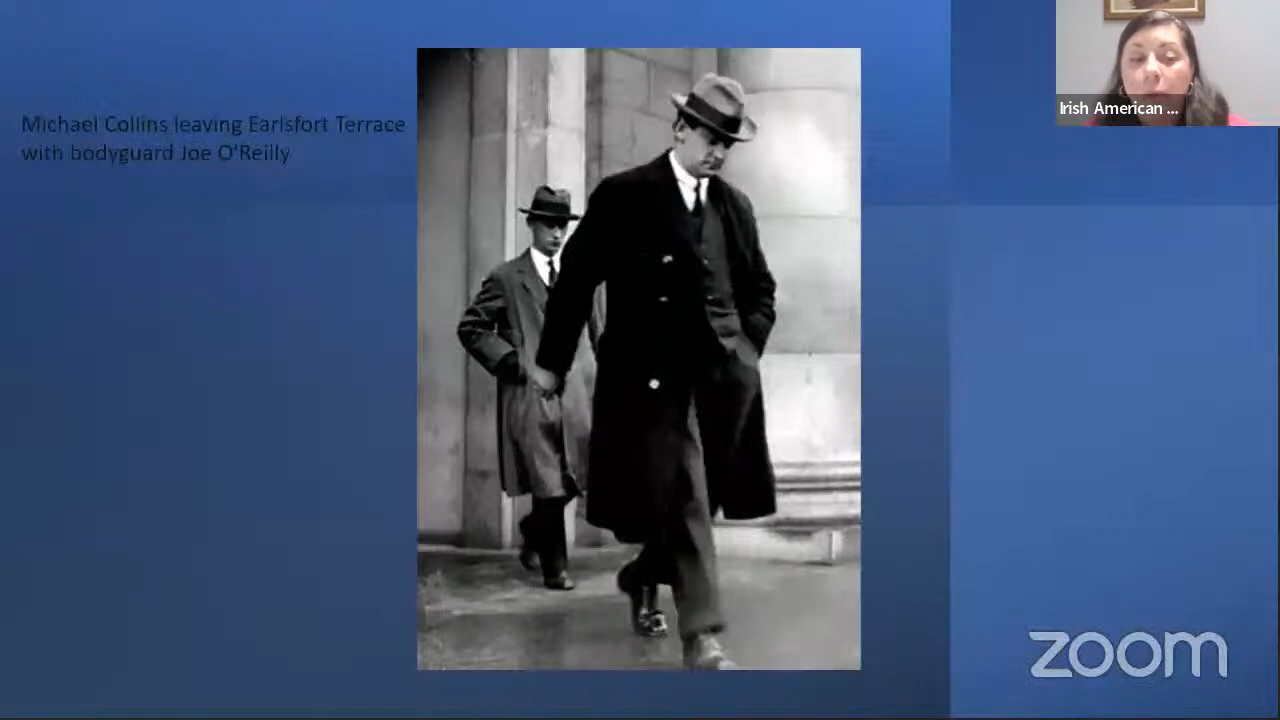 Michael Collins leaving Earlsfort Terrace
with bodyguard Joe O'Reilly
Irish American ...
zoom